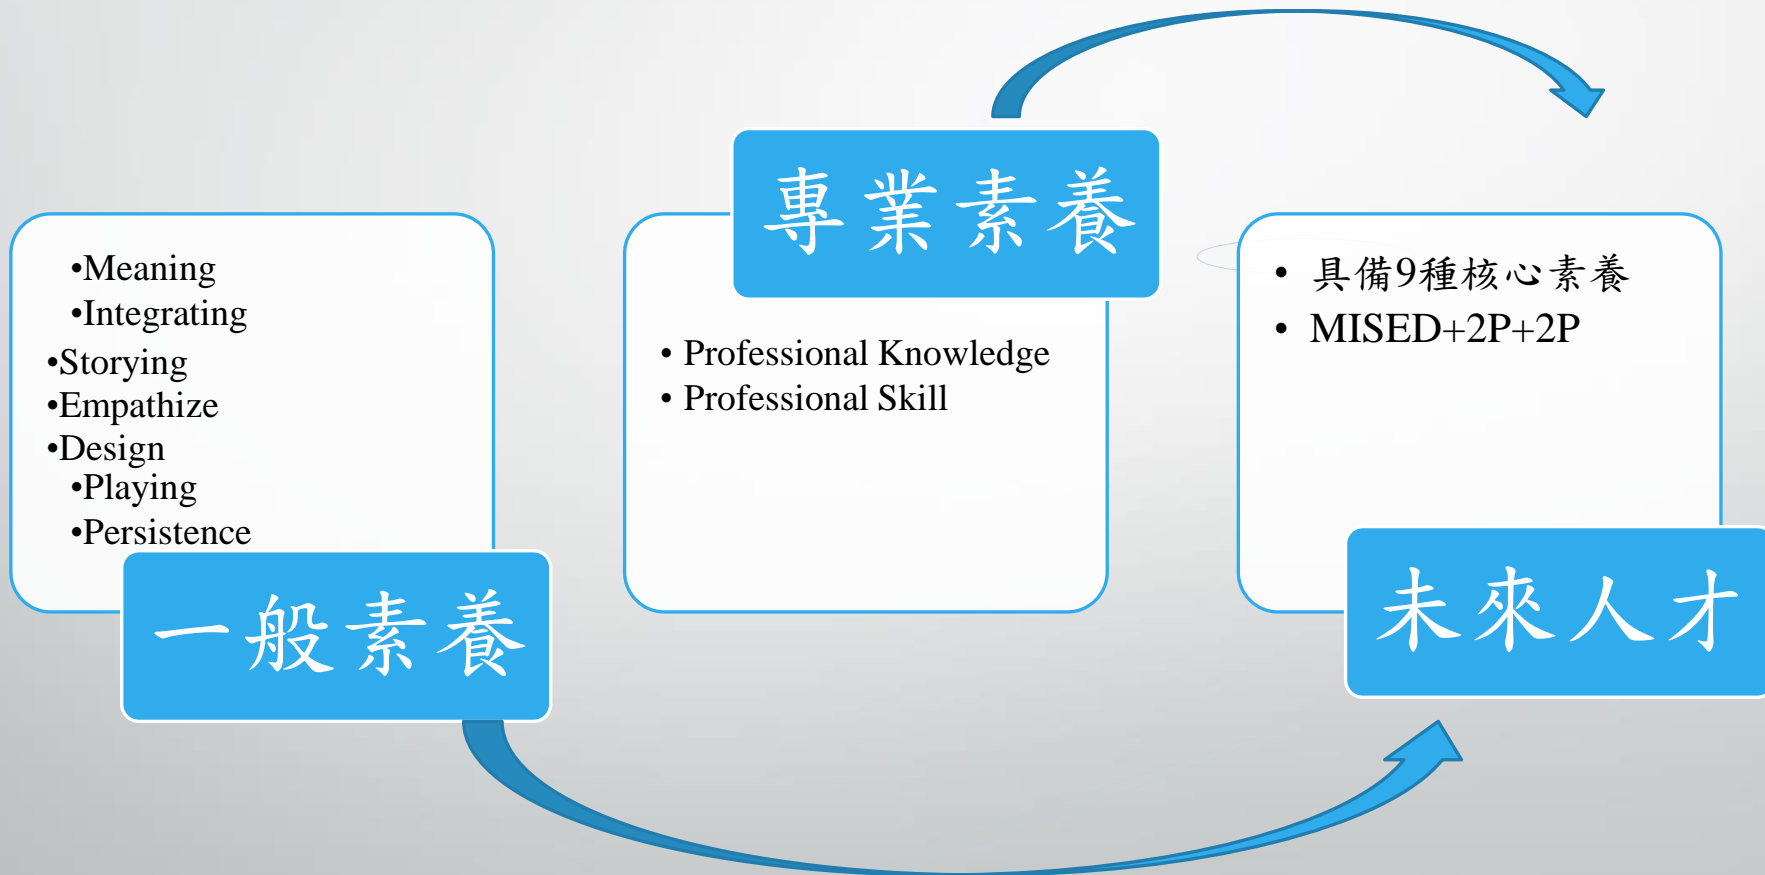 •Meaning
•Integrating
•Storying
•Empathize
•Design
•Playing
•Persistence
一般素養
專業素養
• Professional Knowledge
• Professional Skill
• 具備9種核心素養
• MISED+2P+2P
未來人才